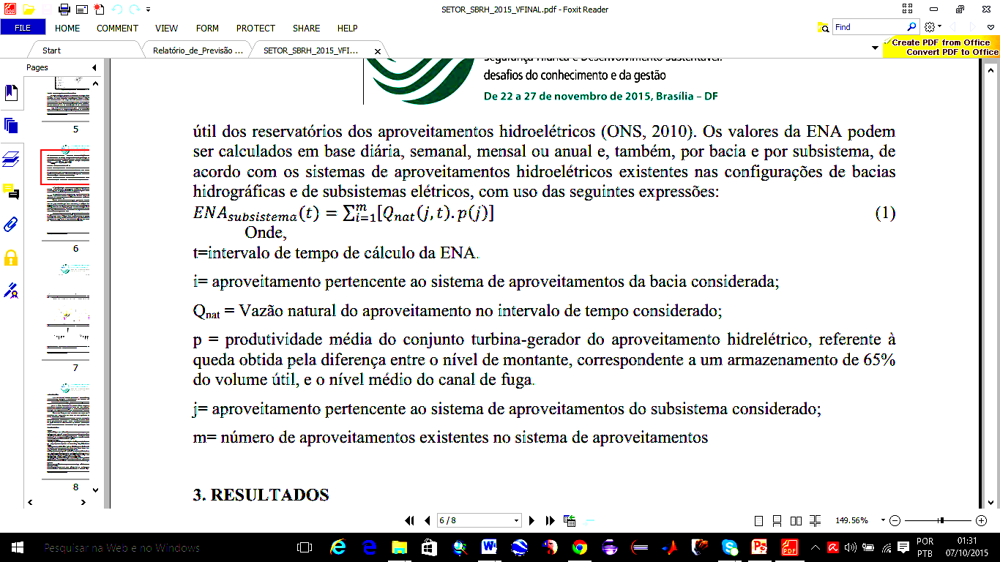 SETOR_SBRH_2015_VFINAL.pdf - Foxit Reader
FILE HOME COMMENT VIEW FORM PROTECT SHARE HELP
Find
Create PDF from Office
Convert PDF to Office
Start
Relatório_de_Previsão ...
SETOR_SBRH_2015_VFI...
Pages
5
6
7
8
desafios do conhecimento e da gestão
De 22 a 27 de novembro de 2015, Brasília – DF
útil dos reservatórios dos aproveitamentos hidroelétricos (ONS, 2010). Os valores da ENA podem
ser calculados em base diária, semanal, mensal ou anual e, também, por bacia e por subsistema, de
acordo com os sistemas de aproveitamentos hidroelétricos existentes nas configurações de bacias
hidrográficas e de subsistemas elétricos, com uso das seguintes expressões:
ENA_subsistema(t) = ∑_{i=1}^{m}[Q_nat(j,t).p(j)] (1)
Onde,
t=intervalo de tempo de cálculo da ENA.
i= aproveitamento pertencente ao sistema de aproveitamentos da bacia considerada;
Qnat = Vazão natural do aproveitamento no intervalo de tempo considerado;
p = produtividade média do conjunto turbina-gerador do aproveitamento hidrelétrico, referente à
queda obtida pela diferença entre o nível de montante, correspondente a um armazenamento de 65%
do volume útil, e o nível médio do canal de fuga.
j= aproveitamento pertencente ao sistema de aproveitamentos do subsistema considerado;
m= número de aproveitamentos existentes no sistema de aproveitamentos
3. RESULTADOS
6 / 8
149.56%
Pesquisar na Web e no Windows
POR
PTB
01:31
07/10/2015